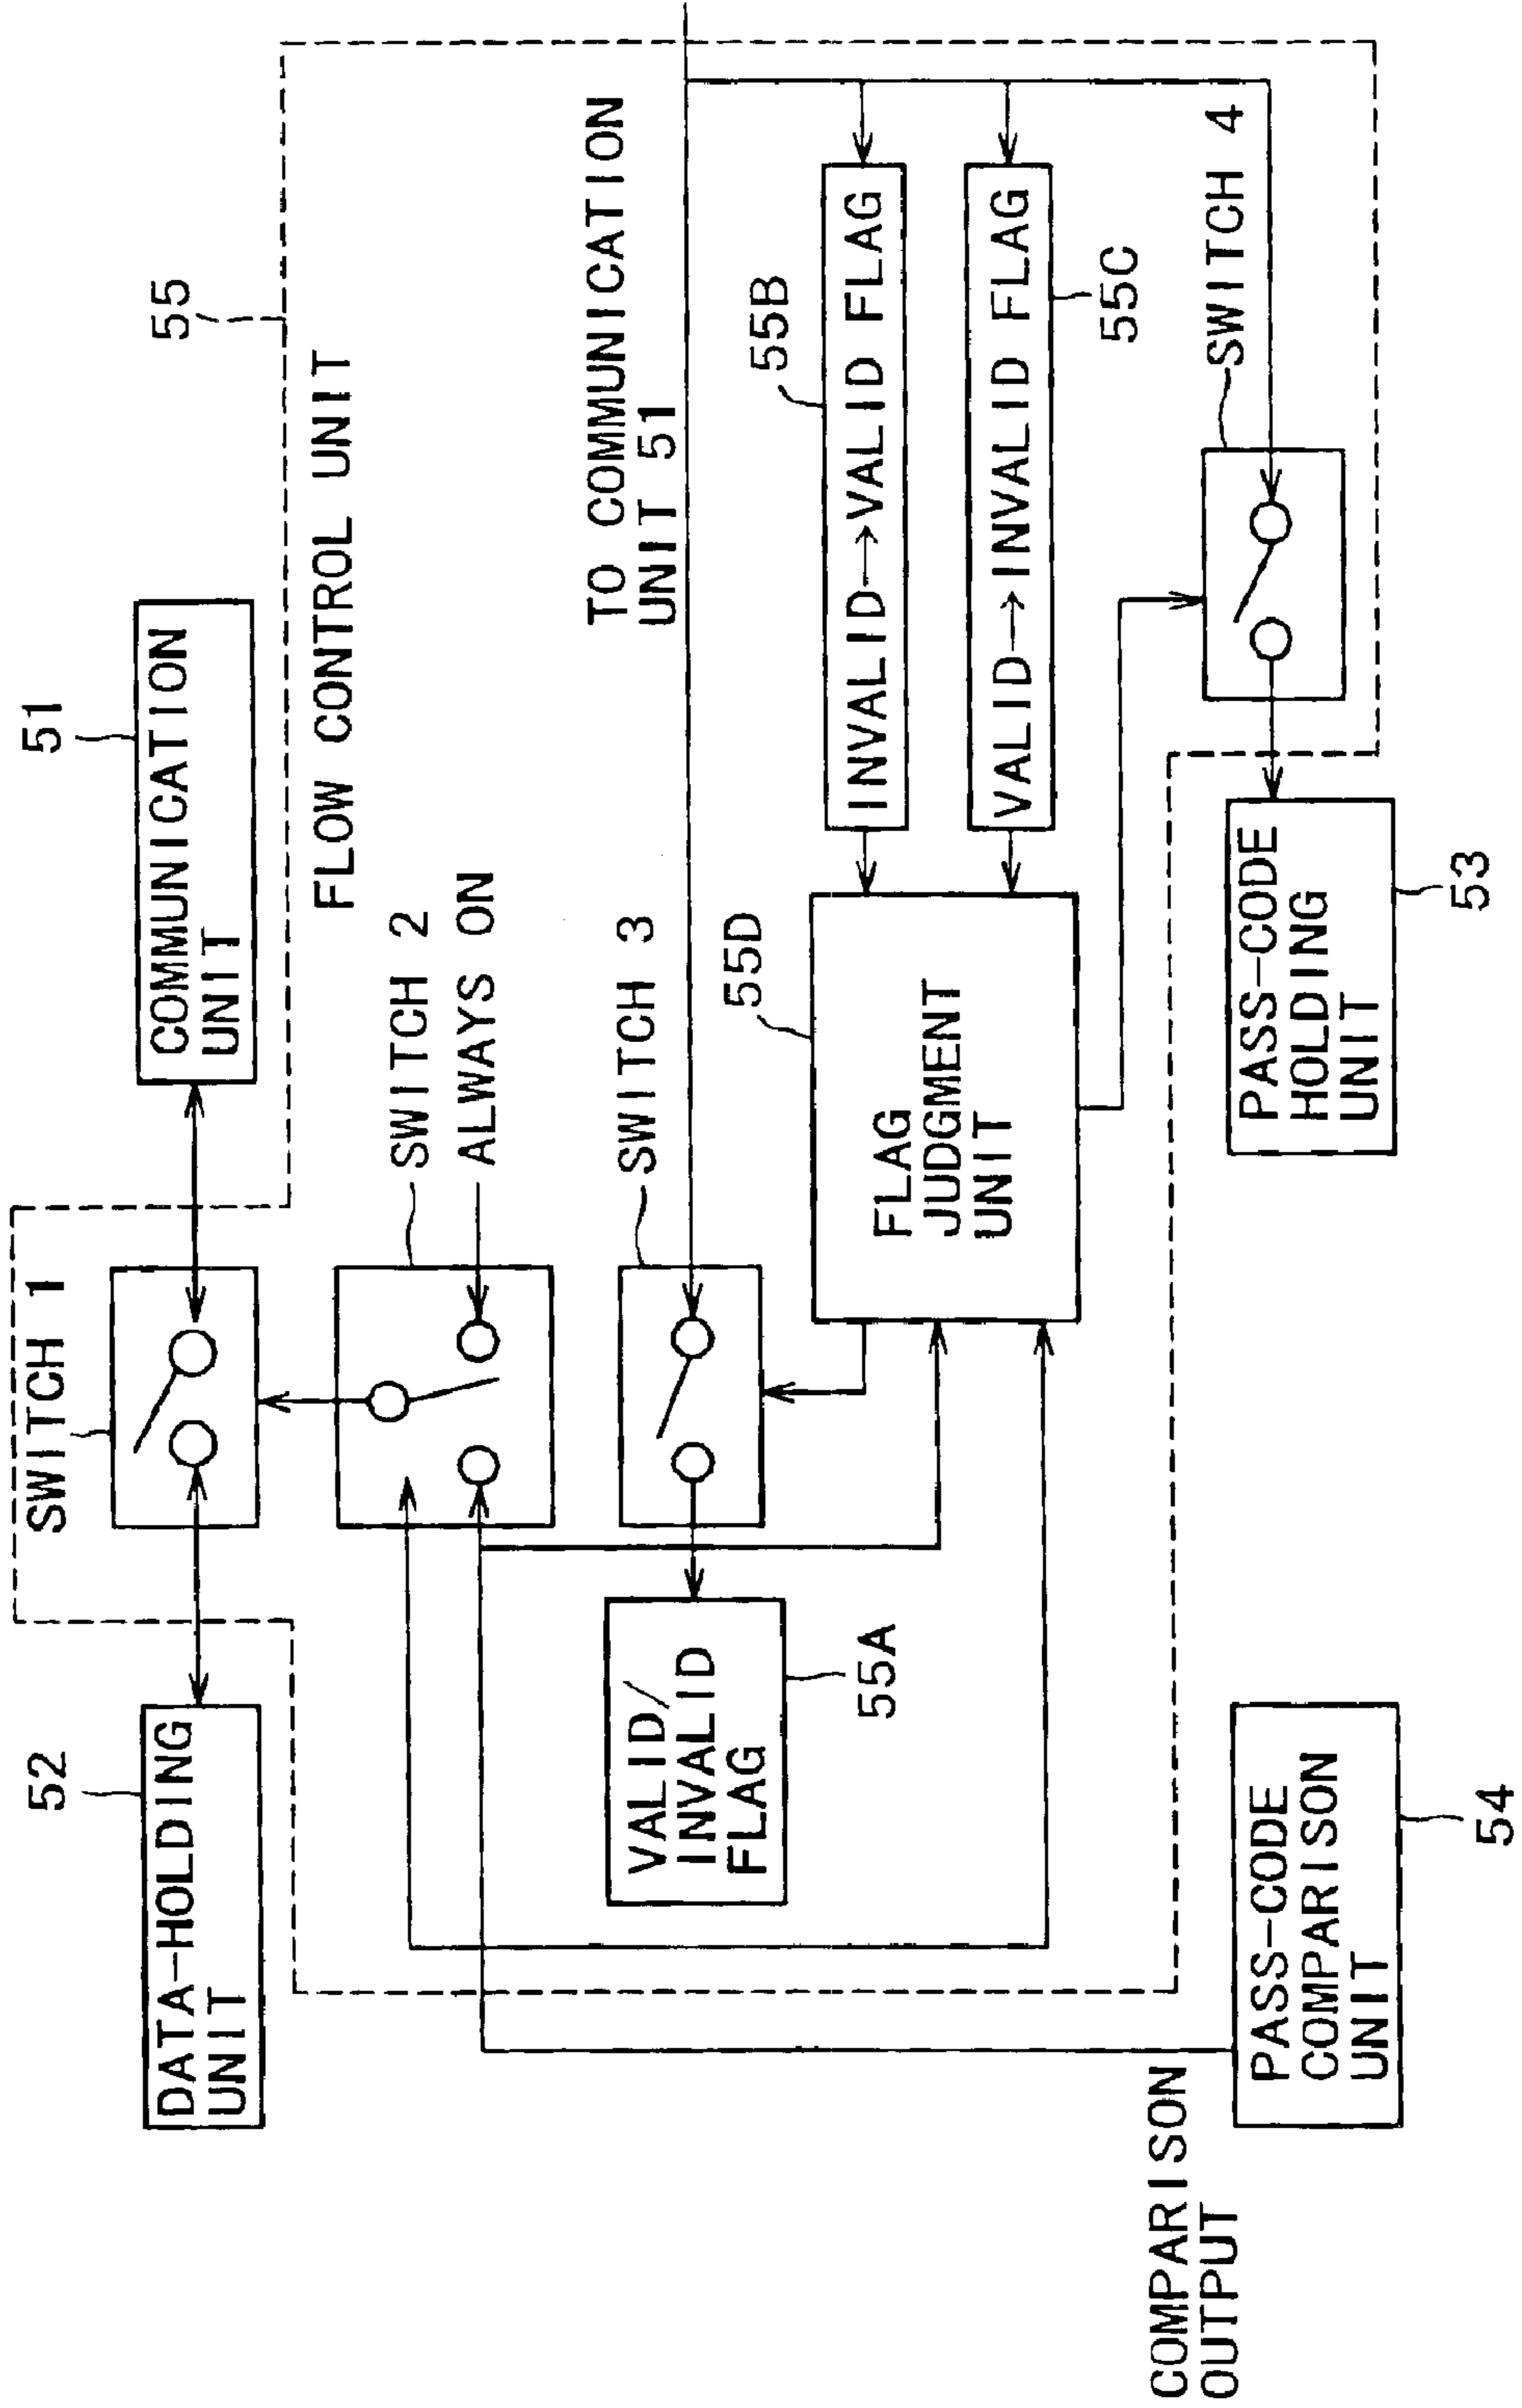 52
DATA-HOLDING
UNIT
SWITCH 1
51
COMMUNICATION
UNIT
55
FLOW CONTROL UNIT
SWITCH 2
ALWAYS ON
TO COMMUNICATION
UNIT 51
SWITCH 3
VALID/
INVALID
FLAG
55A
55D
FLAG
JUDGMENT
UNIT
55B
INVALID→VALID FLAG
VALID→INVALID FLAG
55C
SWITCH 4
COMPARISON
OUTPUT
PASS-CODE
COMPARISON
UNIT
54
PASS-CODE
HOLDING
UNIT
53